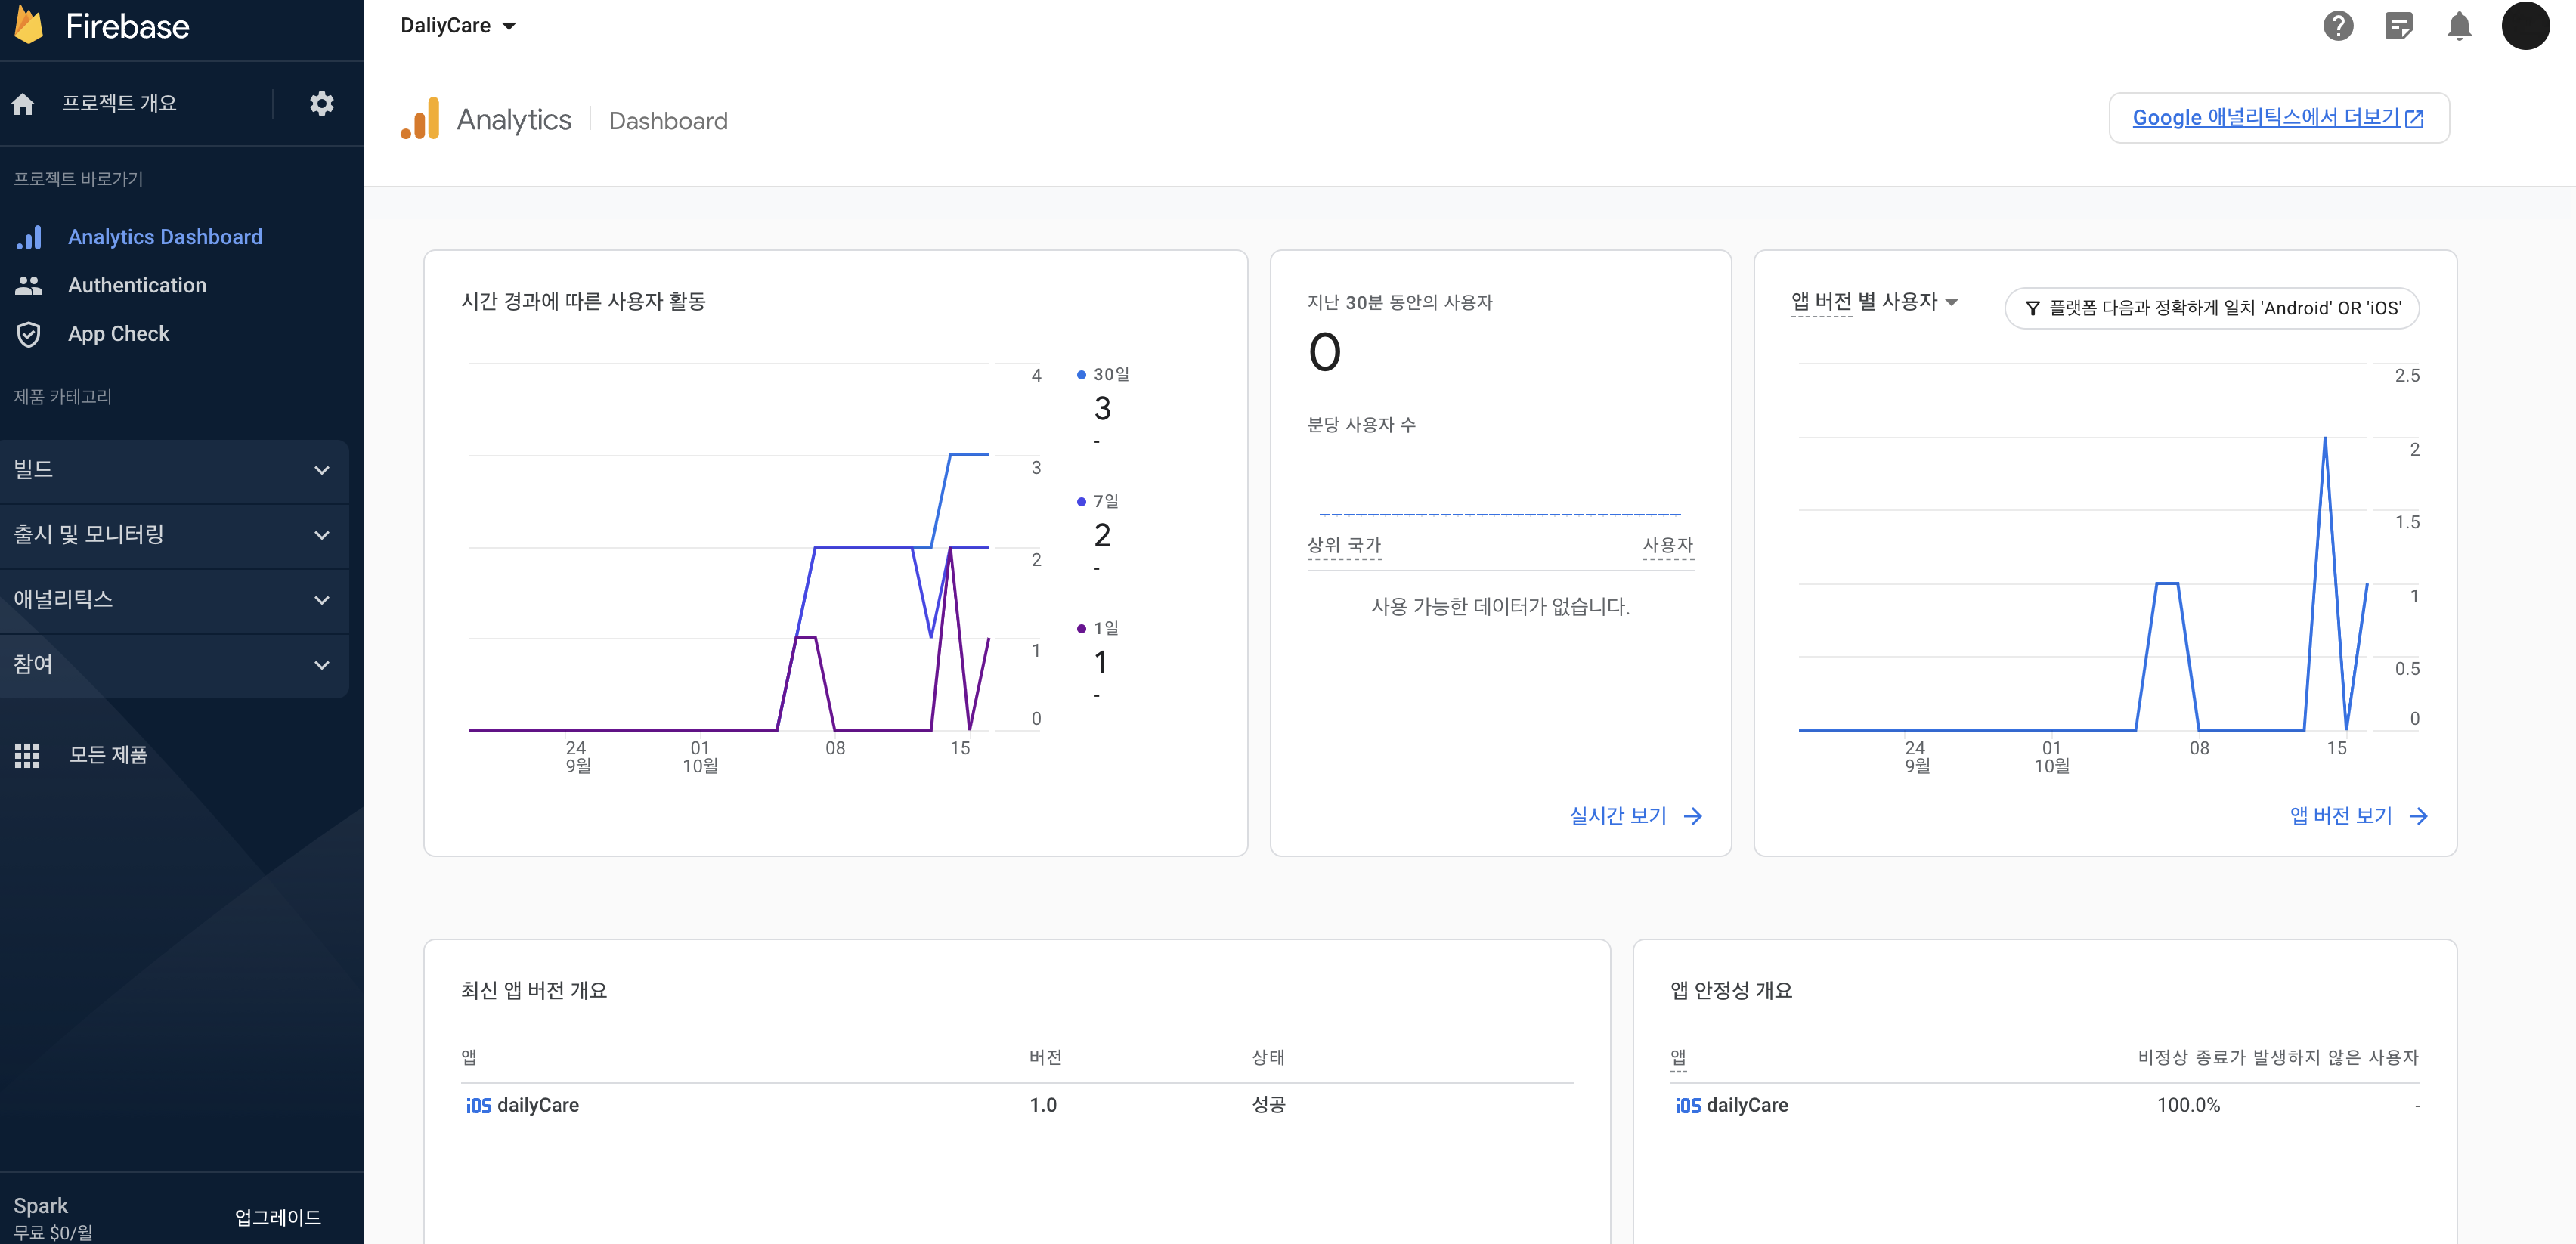 Firebase
프로젝트 개요
프로젝트 바로가기
Analytics Dashboard
Authentication
App Check
제품 카테고리
빌드
출시 및 모니터링
애널리틱스
참여
모든 제품
Spark
무료 $0/월
업그레이드
DaliyCare
Analytics
Dashboard
Google 애널리틱스에서 더보기
시간 경과에 따른 사용자 활동
4
3
2
1
0
24
9월
01
10월
08
15
30일
3
-
7일
2
-
1일
1
-
지난 30분 동안의 사용자
0
분당 사용자 수
상위 국가
사용자
사용 가능한 데이터가 없습니다.
실시간 보기
앱 버전 별 사용자
플랫폼 다음과 정확하게 일치 'Android' OR 'iOS'
2.5
2
1.5
1
0.5
0
24
9월
01
10월
08
15
앱 버전 보기
최신 앱 버전 개요
앱 버전 상태
iOS dailyCare 1.0 성공
앱 안정성 개요
앱 비정상 종료가 발생하지 않은 사용자
iOS dailyCare 100.0% -